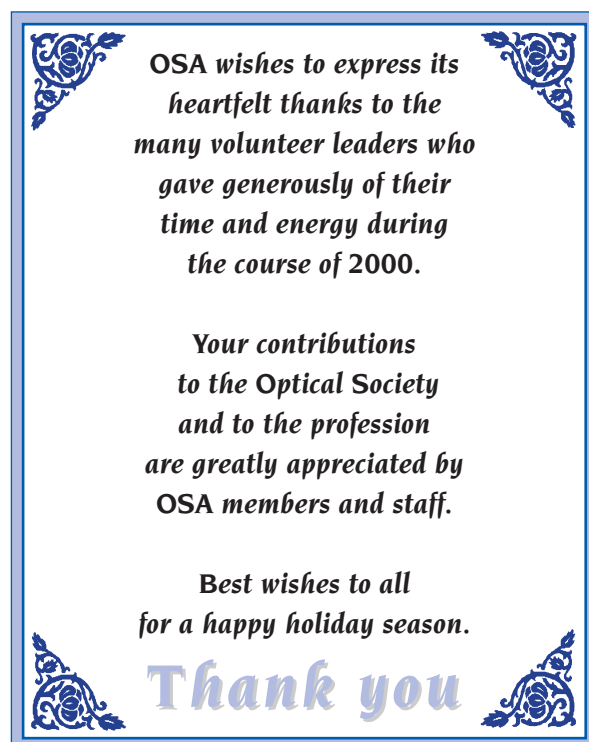 OSA wishes to express its
heartfelt thanks to the
many volunteer leaders who
gave generously of their
time and energy during
the course of 2000.
Your contributions
to the Optical Society
and to the profession
are greatly appreciated by
OSA members and staff.
Best wishes to all
for a happy holiday season.
Thank you